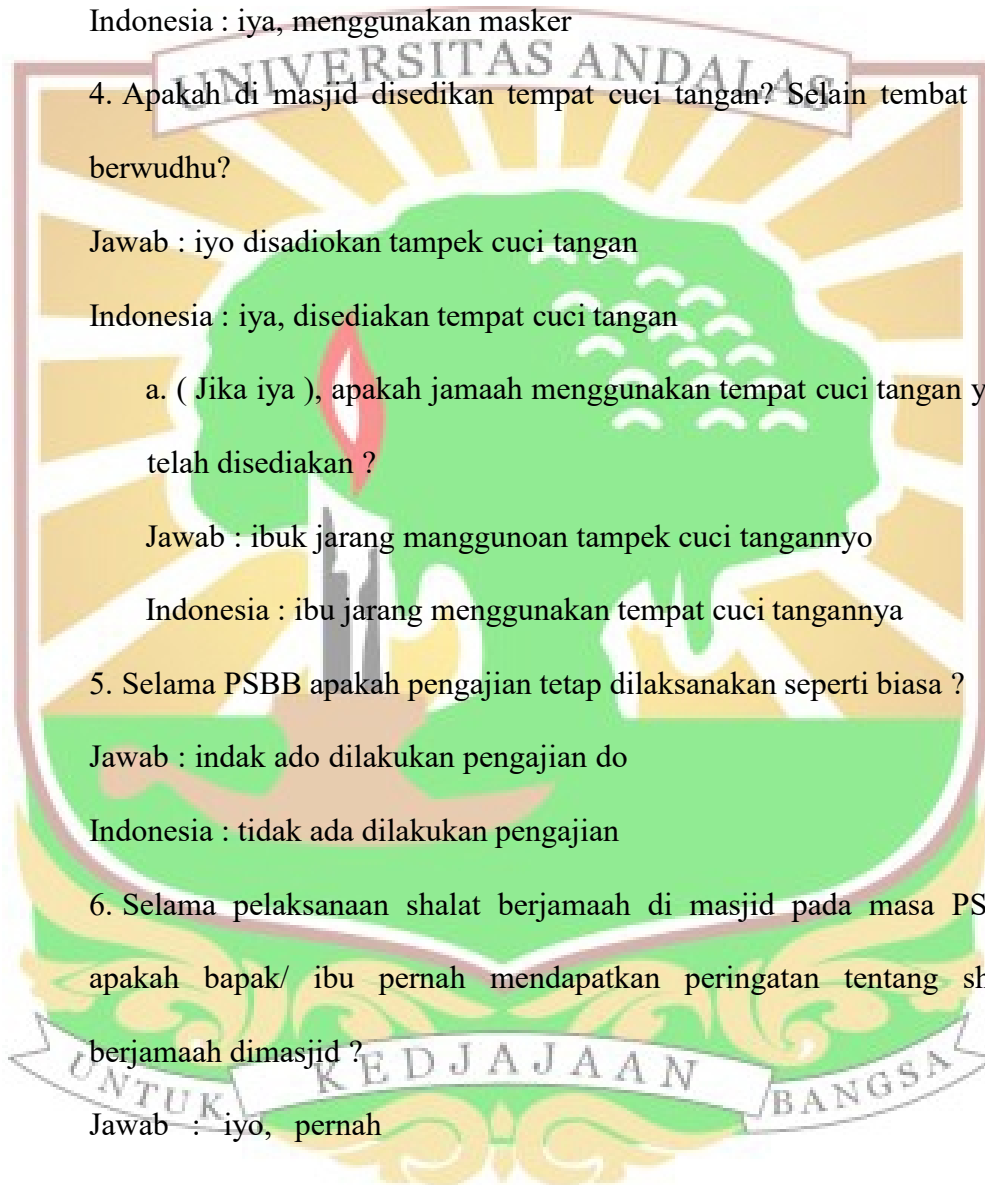 Indonesia : iya, menggunakan masker
UNIVERSITAS ANDALAS
4. Apakah di masjid disedikan tempat cuci tangan? Selain tembat
berwudhu?
Jawab : iyo disadiokan tampek cuci tangan
Indonesia : iya, disediakan tempat cuci tangan
a. ( Jika iya ), apakah jamaah menggunakan tempat cuci tangan y
telah disediakan ?
Jawab : ibuk jarang manggunoan tampek cuci tangannyo
Indonesia : ibu jarang menggunakan tempat cuci tangannya
5. Selama PSBB apakah pengajian tetap dilaksanakan seperti biasa ?
Jawab : indak ado dilakukan pengajian do
Indonesia : tidak ada dilakukan pengajian
6. Selama pelaksanaan shalat berjamaah di masjid pada masa PS
apakah bapak/ ibu pernah mendapatkan peringatan tentang sh
berjamaah dimasjid ?
UNTUK KEDJAJAAN BANGSA
Jawab : iyo, pernah